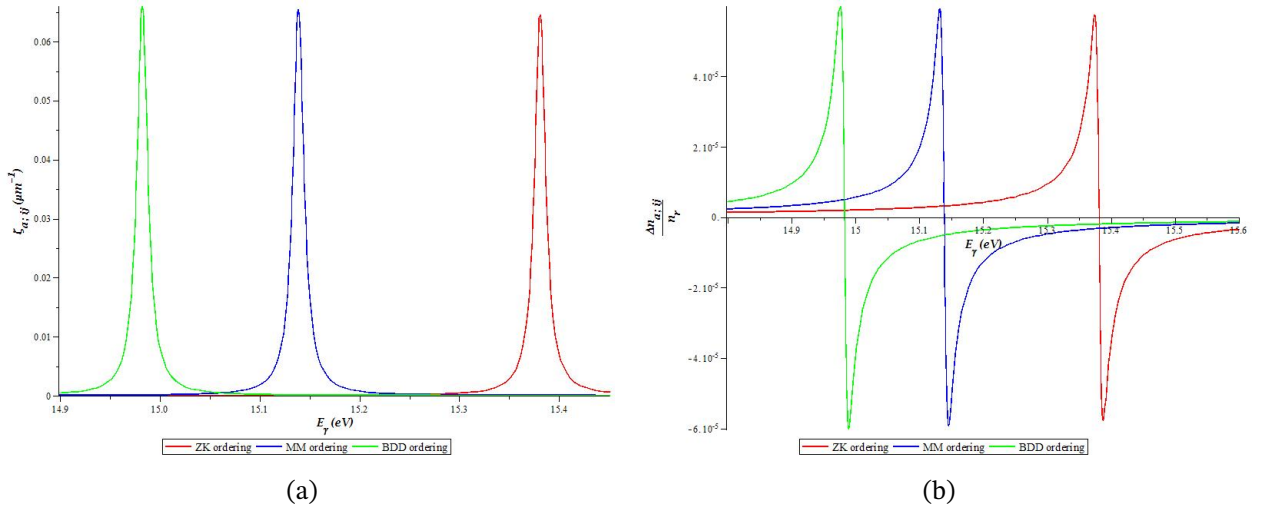 0.06
0.05
0.04
ζa; ij (μm⁻¹)
0.03
0.02
0.01
0
14.9 15.0 15.1 15.2 15.3 15.4
Eγ (eV)
ZK ordering MM ordering BDD ordering
(a)
4.10⁻⁵
2.10⁻⁵
Δna; ij
nr
0.
14.9 15 15.1 15.2 15.3 15.4 15.5 15.6
Eγ (eV)
-2.10⁻⁵
-4.10⁻⁵
-6.10⁻⁵
ZK ordering MM ordering BDD ordering
(b)